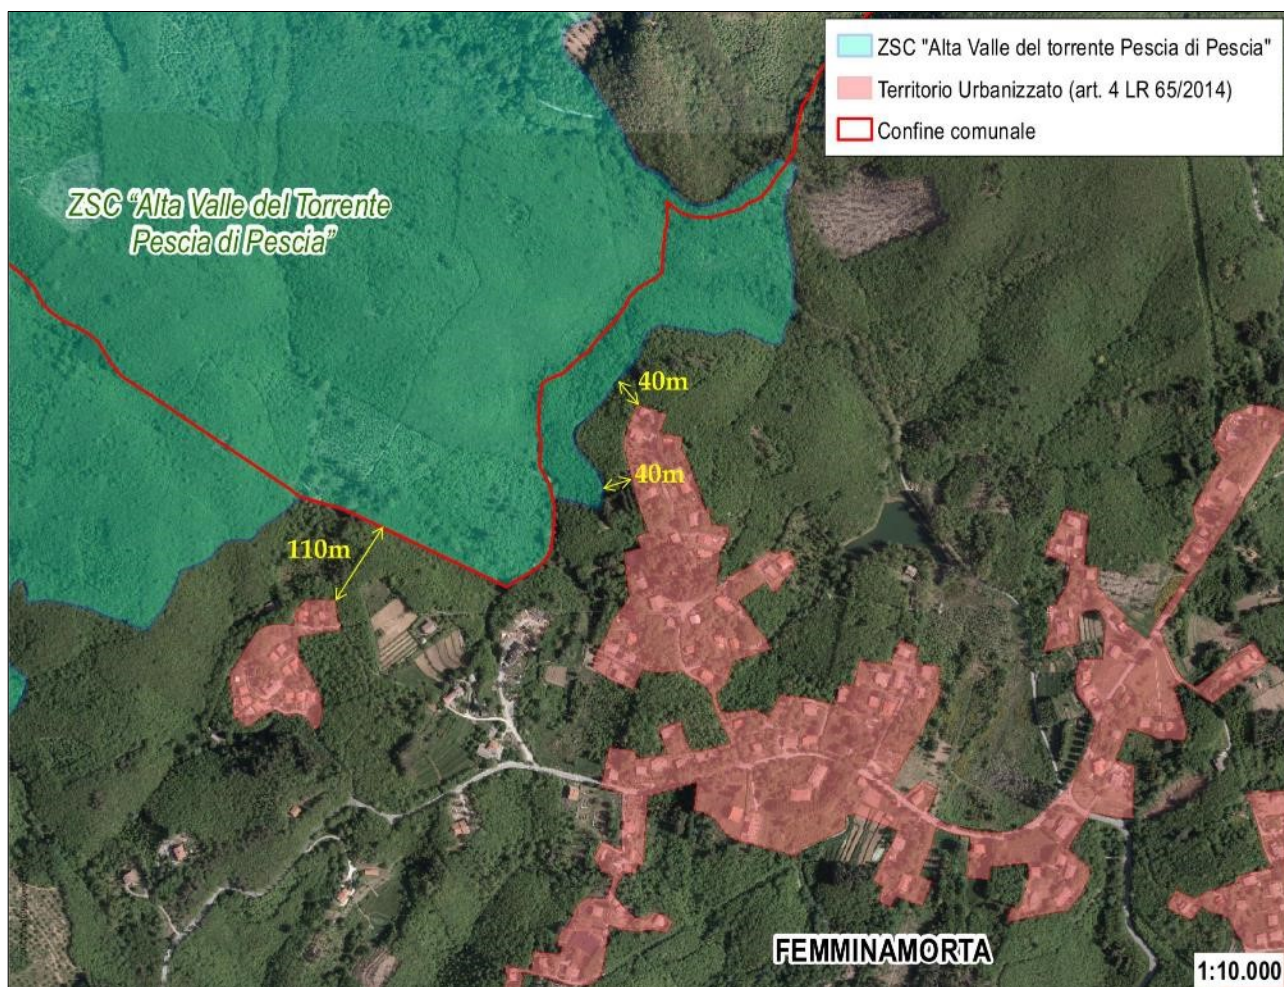 ZSC "Alta Valle del torrente Pescia di Pescia"
Territorio Urbanizzato (art. 4 LR 65/2014)
Confine comunale
ZSC “Alta Valle del Torrente
Pescia di Pescia”
40m
40m
110m
FEMMINAMORTA
1:10.000